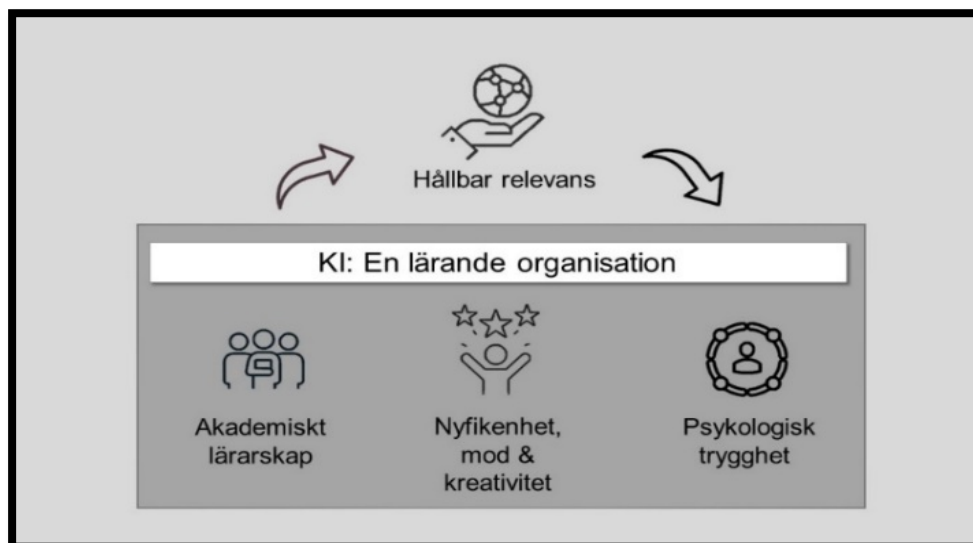 Hållbar relevans
KI: En lärande organisation
Akademiskt
lärarskap
Nyfikenhet,
mod &
kreativitet
Psykologisk
trygghet